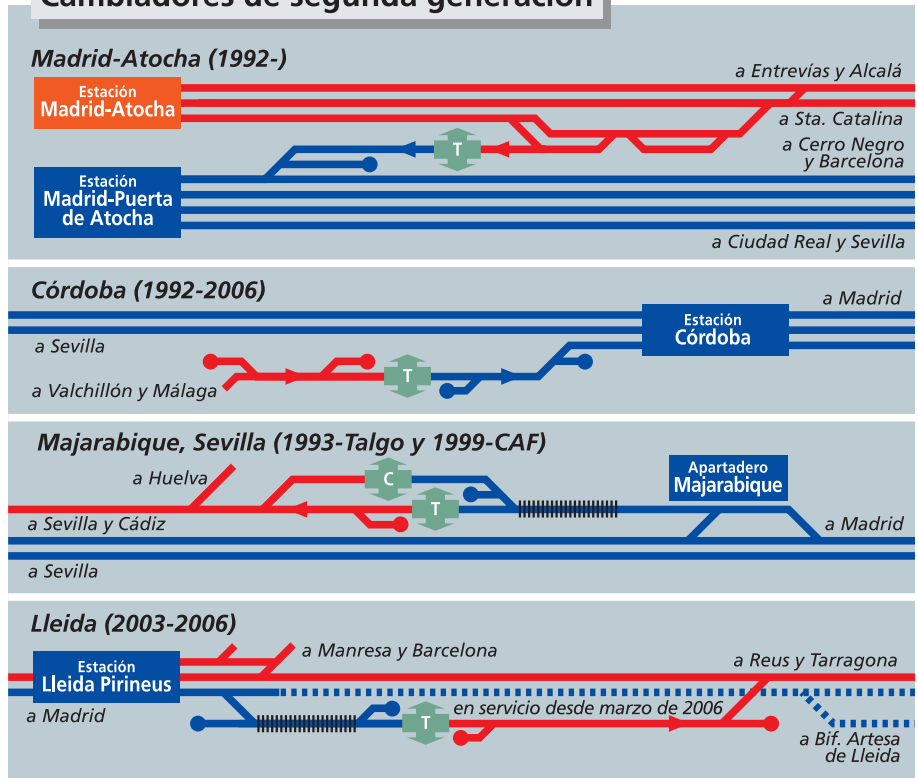 Cambiadores de segunda generación
Madrid-Atocha (1992-)
a Entrevías y Alcalá
Estación
Madrid-Atocha
a Sta. Catalina
T
a Cerro Negro
y Barcelona
Estación
Madrid-Puerta
de Atocha
a Ciudad Real y Sevilla
Córdoba (1992-2006)
a Madrid
Estación
Córdoba
a Sevilla
T
a Valchillón y Málaga
Majarabique, Sevilla (1993-Talgo y 1999-CAF)
a Huelva
C
Apartadero
Majarabique
T
a Sevilla y Cádiz
a Madrid
a Sevilla
Lleida (2003-2006)
a Manresa y Barcelona
Estación
Lleida Pirineus
a Reus y Tarragona
a Madrid
en servicio desde marzo de 2006
T
a Bif. Artesa
de Lleida